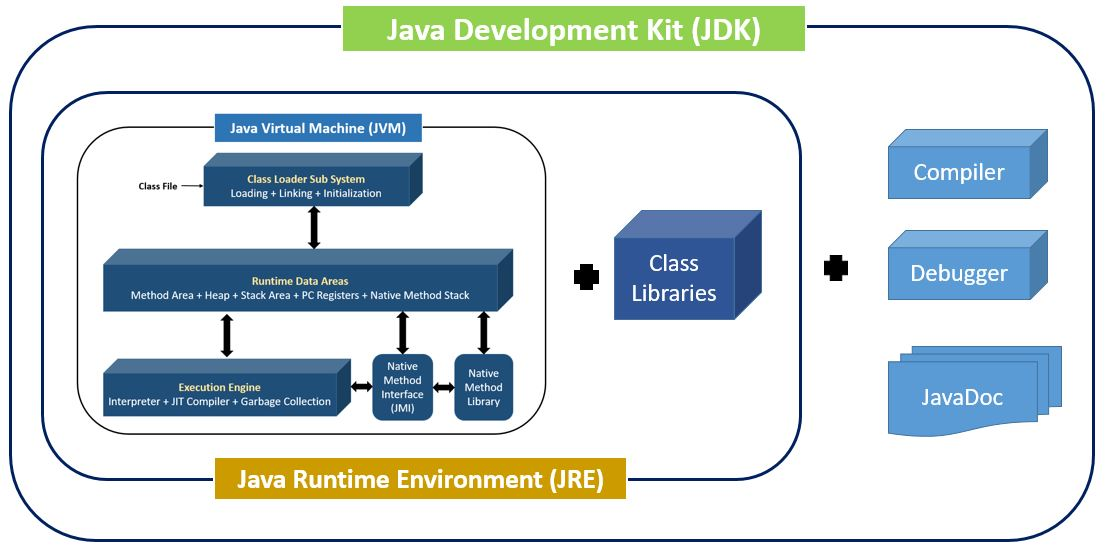 Java Development Kit (JDK)
Java Virtual Machine (JVM)
Class Loader Sub System
Loading + Linking + Initialization
Class File
Runtime Data Areas
Method Area + Heap + Stack Area + PC Registers + Native Method Stack
Execution Engine
Interpreter + JIT Compiler + Garbage Collection
Native
Method
Interface
(JMI)
Native
Method
Library
Class
Libraries
Compiler
Debugger
JavaDoc
Java Runtime Environment (JRE)